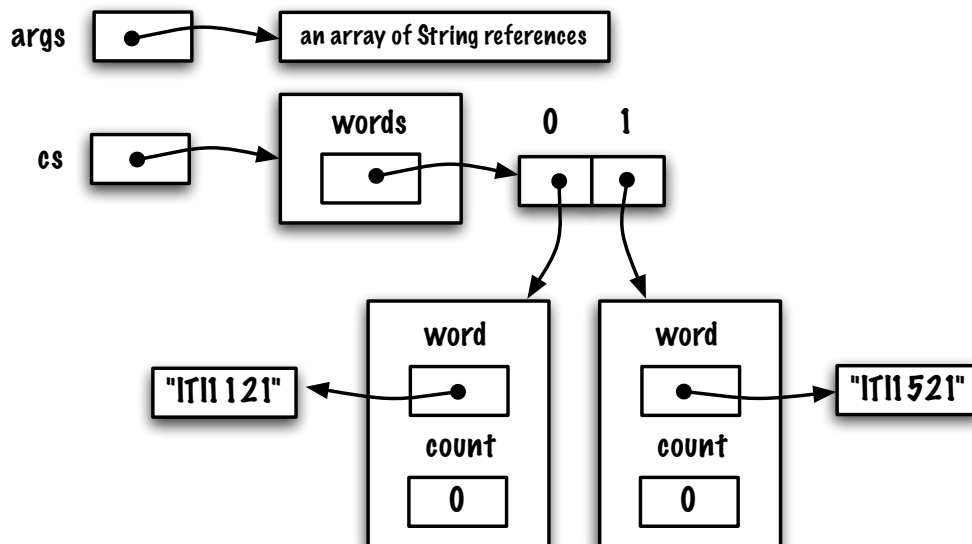 args
an array of String references
cs
words
0 1
word
word
"ITI1121"
"ITI1521"
count
count
0
0